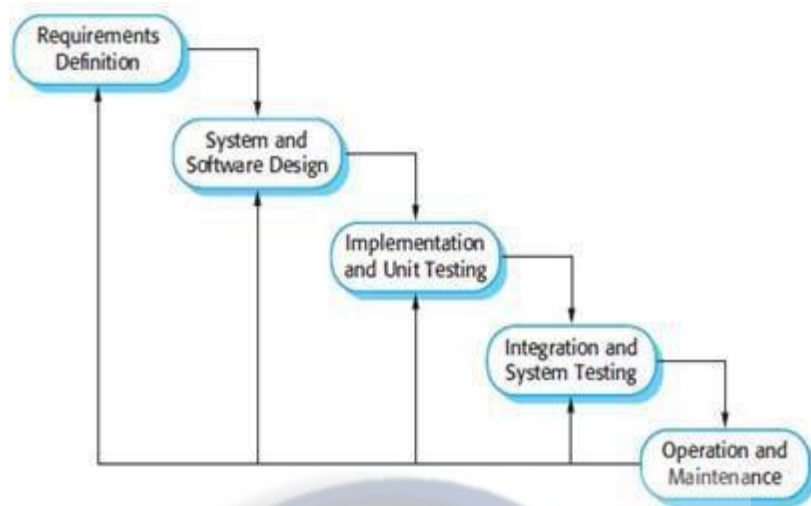 Requirements
Definition
System and
Software Design
Implementation
and Unit Testing
Integration and
System Testing
Operation and
Maintenance